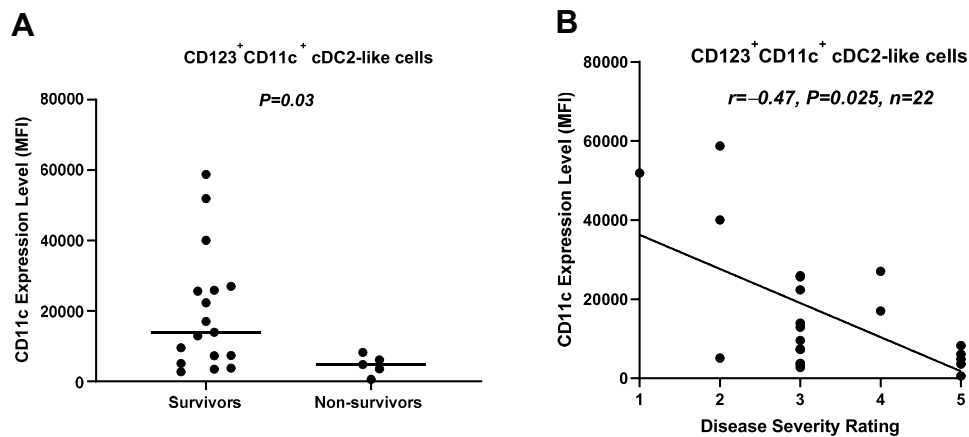 A
CD123+CD11c+ cDC2-like cells
P=0.03
CD11c Expression Level (MFI)
80000
60000
40000
20000
0
Survivors Non-survivors
B
CD123+CD11c+ cDC2-like cells
r=−0.47, P=0.025, n=22
CD11c Expression Level (MFI)
80000
60000
40000
20000
0
1 2 3 4 5
Disease Severity Rating